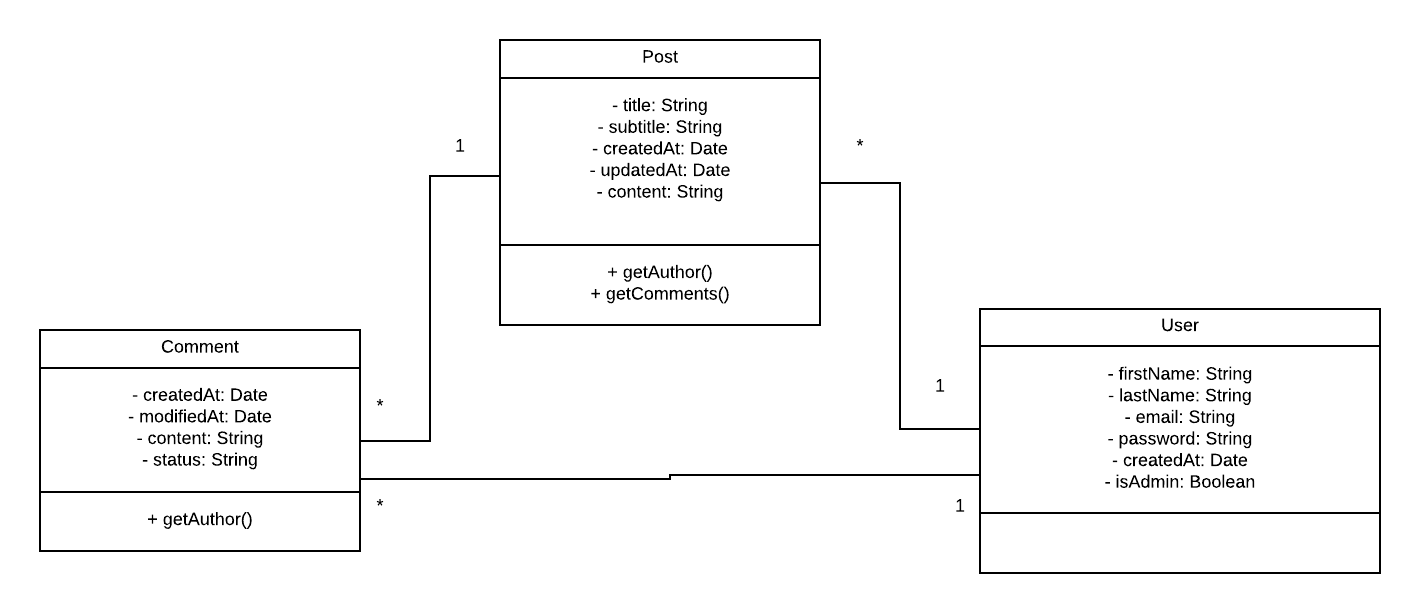 Post
- title: String
- subtitle: String
- createdAt: Date
- updatedAt: Date
- content: String
+ getAuthor()
+ getComments()
1
*
Comment
- createdAt: Date
- modifiedAt: Date
- content: String
- status: String
+ getAuthor()
*
*
User
- firstName: String
- lastName: String
- email: String
- password: String
- createdAt: Date
- isAdmin: Boolean
1
1